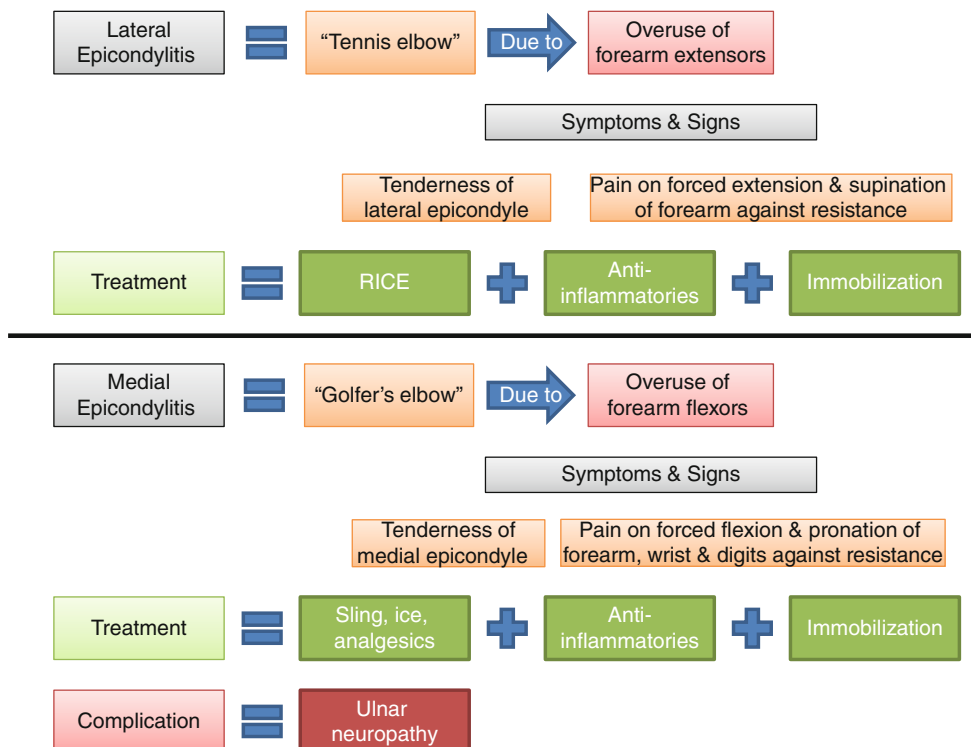 Lateral
Epicondylitis
“Tennis elbow”
Due to
Overuse of
forearm extensors
Symptoms & Signs
Tenderness of
lateral epicondyle
Pain on forced extension & supination
of forearm against resistance
Treatment
RICE
Anti-
inflammatories
Immobilization
Medial
Epicondylitis
“Golfer’s elbow”
Due to
Overuse of
forearm flexors
Symptoms & Signs
Tenderness of
medial epicondyle
Pain on forced flexion & pronation of
forearm, wrist & digits against resistance
Treatment
Sling, ice,
analgesics
Anti-
inflammatories
Immobilization
Complication
Ulnar
neuropathy